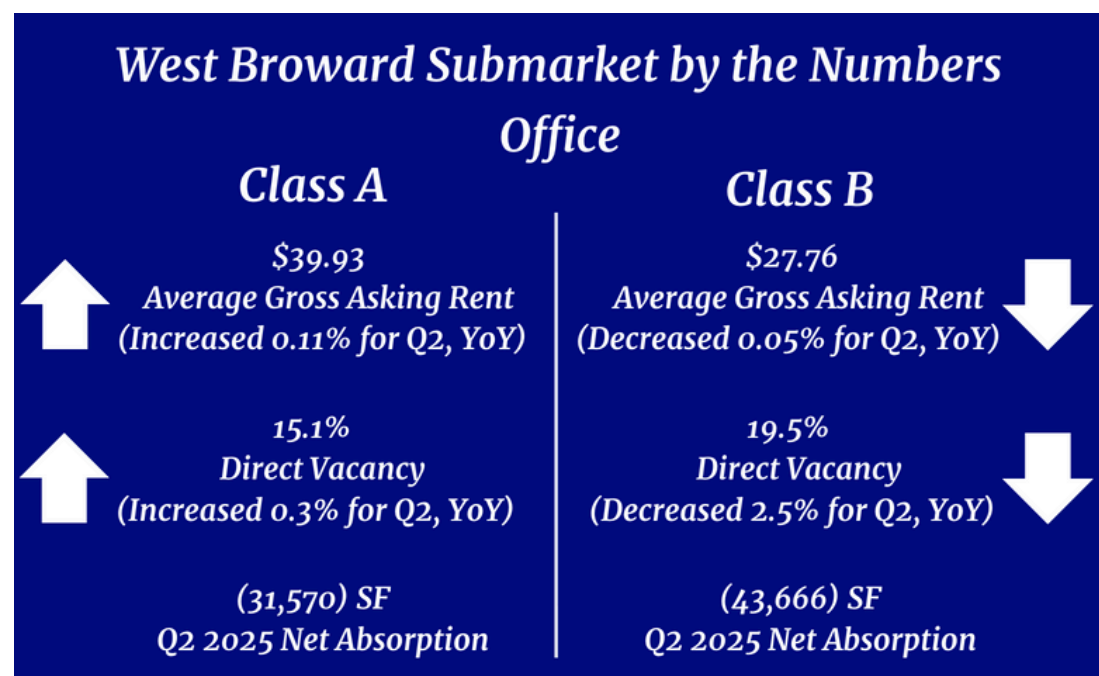 West Broward Submarket by the Numbers
Office
Class A
$39.93
Average Gross Asking Rent
(Increased 0.11% for Q2, YoY)
15.1%
Direct Vacancy
(Increased 0.3% for Q2, YoY)
(31,570) SF
Q2 2025 Net Absorption
Class B
$27.76
Average Gross Asking Rent
(Decreased 0.05% for Q2, YoY)
19.5%
Direct Vacancy
(Decreased 2.5% for Q2, YoY)
(43,666) SF
Q2 2025 Net Absorption